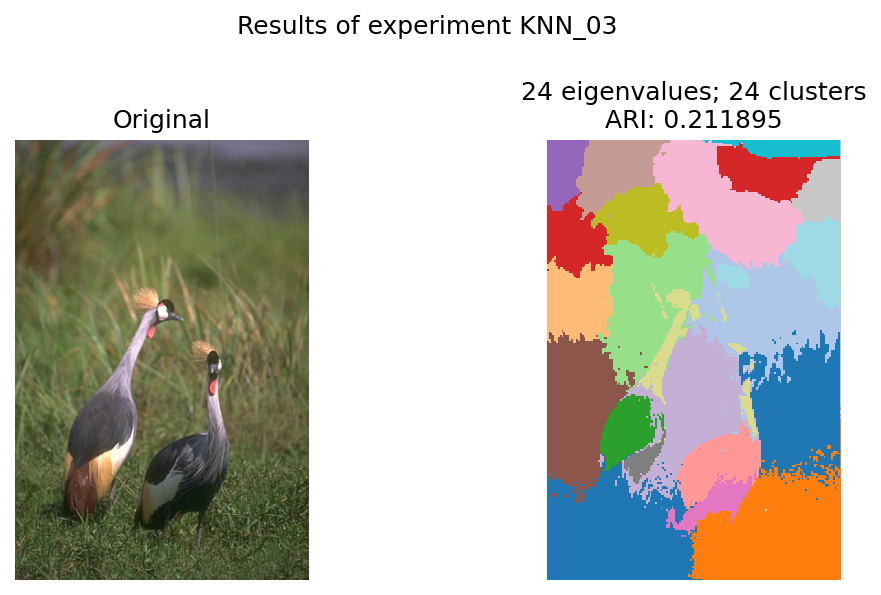 Results of experiment KNN_03
Original
24 eigenvalues; 24 clusters
ARI: 0.211895